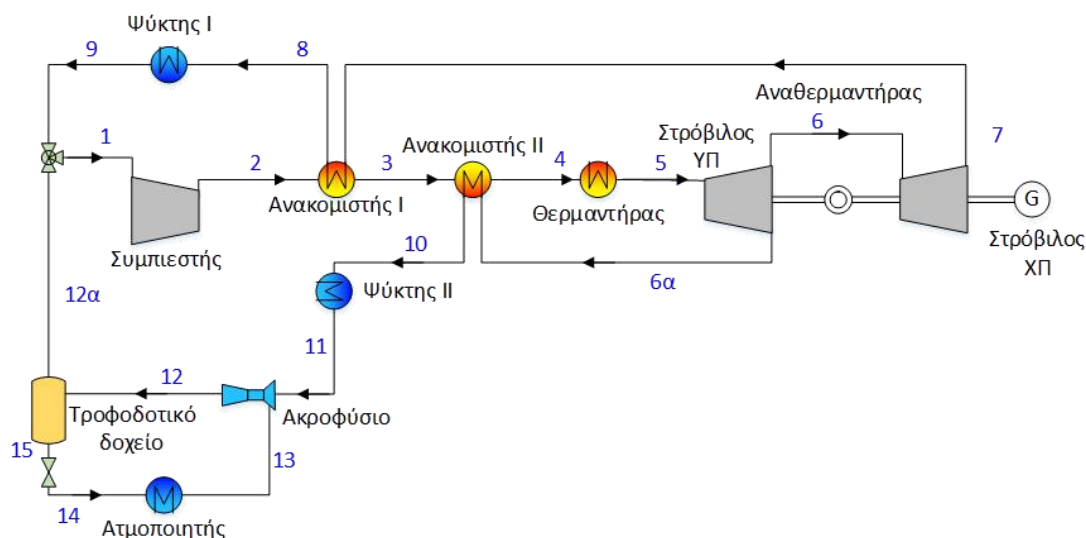 Ψύκτης Ι
9
8
1
2
Ανακομιστής Ι
3
Ανακομιστής ΙΙ
4
Θερμαντήρας
5
Στρόβιλος
ΥΠ
Αναθερμαντήρας
6
7
G
Στρόβιλος
ΧΠ
Συμπιεστής
10
6α
Ψύκτης ΙΙ
12α
11
12
Ακροφύσιο
Τροφοδοτικό
δοχείο
15
13
14
Ατμοποιητής